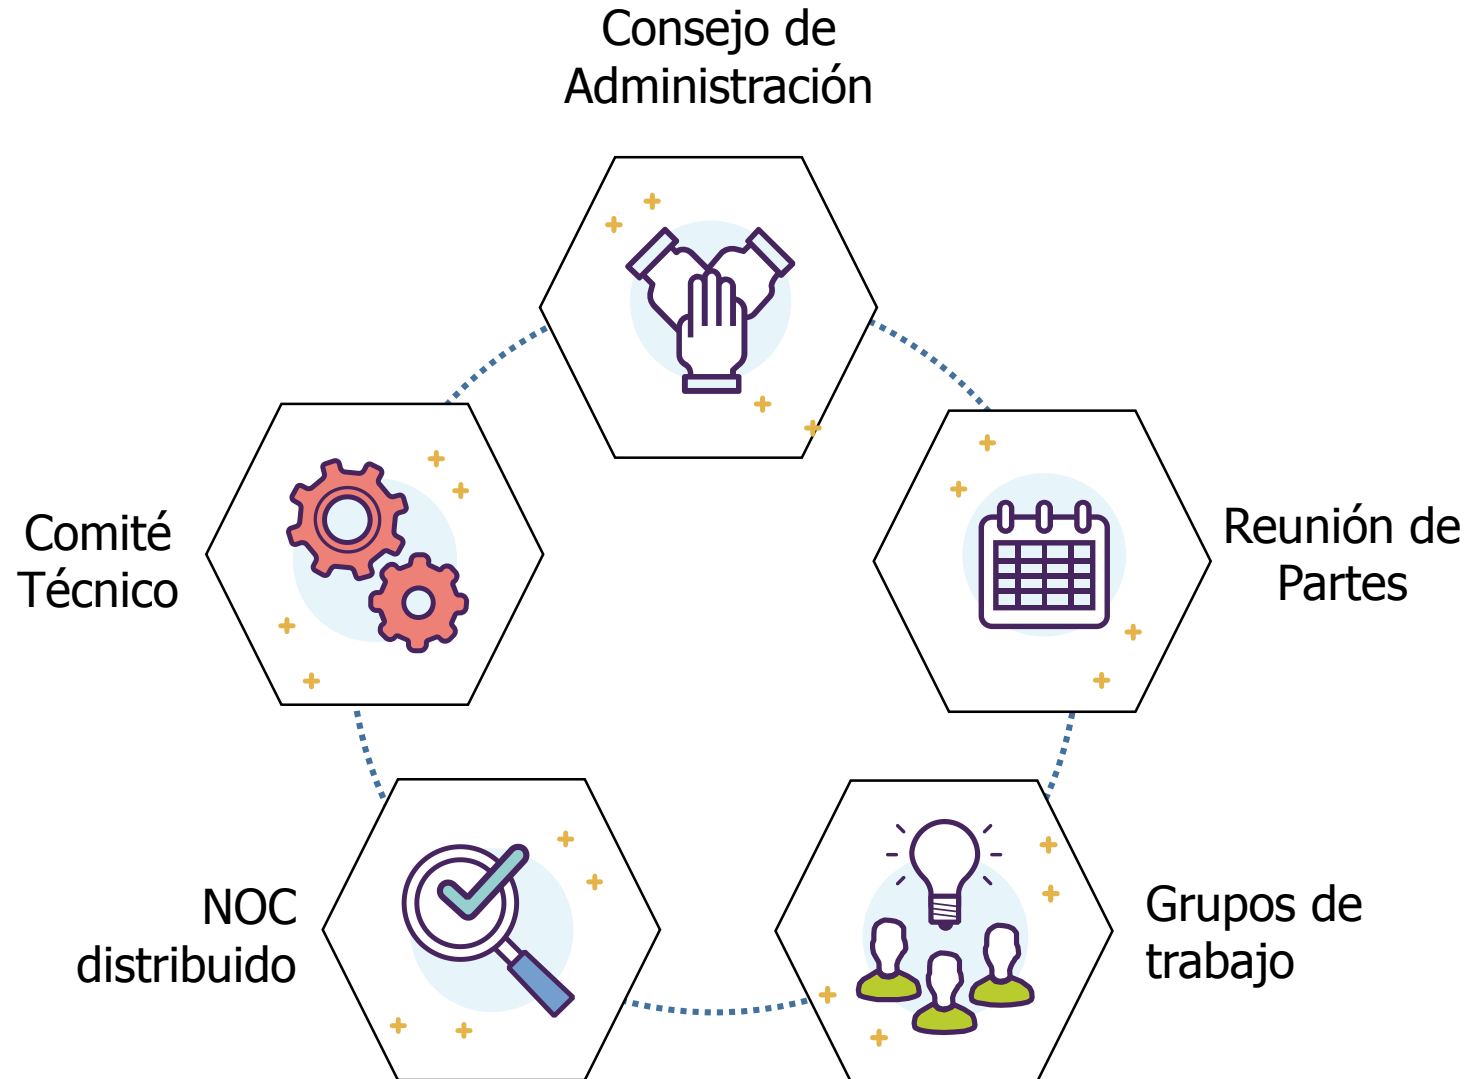 Consejo de
Administración
Comité
Técnico
Reunión de
Partes
NOC
distribuido
Grupos de
trabajo